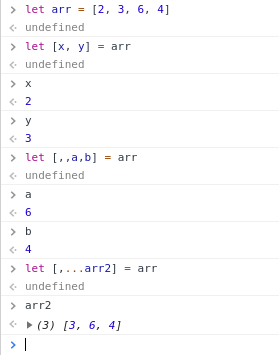 let arr = [2, 3, 6, 4]
undefined
let [x, y] = arr
undefined
x
2
y
3
let [,,a,b] = arr
undefined
a
6
b
4
let [,...arr2] = arr
undefined
arr2
(3) [3, 6, 4]